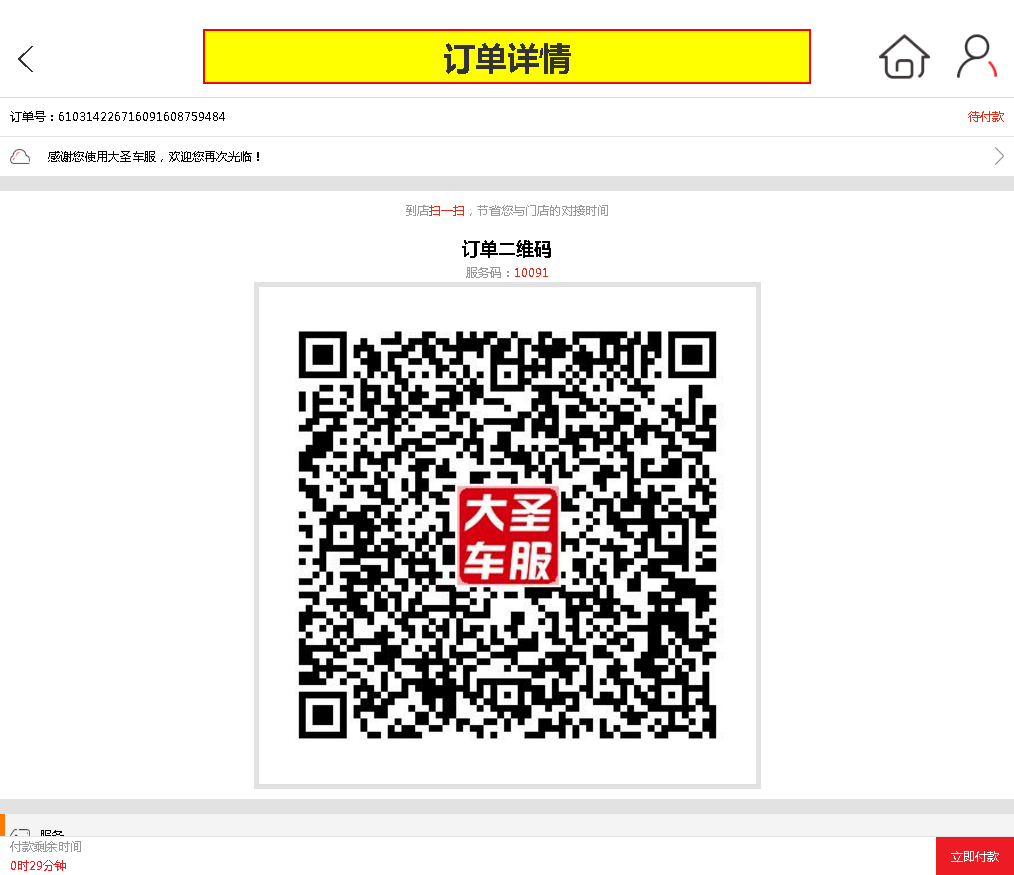 订单详情
订单号：610314226716091608759484
待付款
感谢您使用大圣车服，欢迎您再次光临！
到店扫一扫，节省您与门店的对接时间
订单二维码
服务码：10091
大圣
车服
服务
付款剩余时间
0时29分钟
立即付款